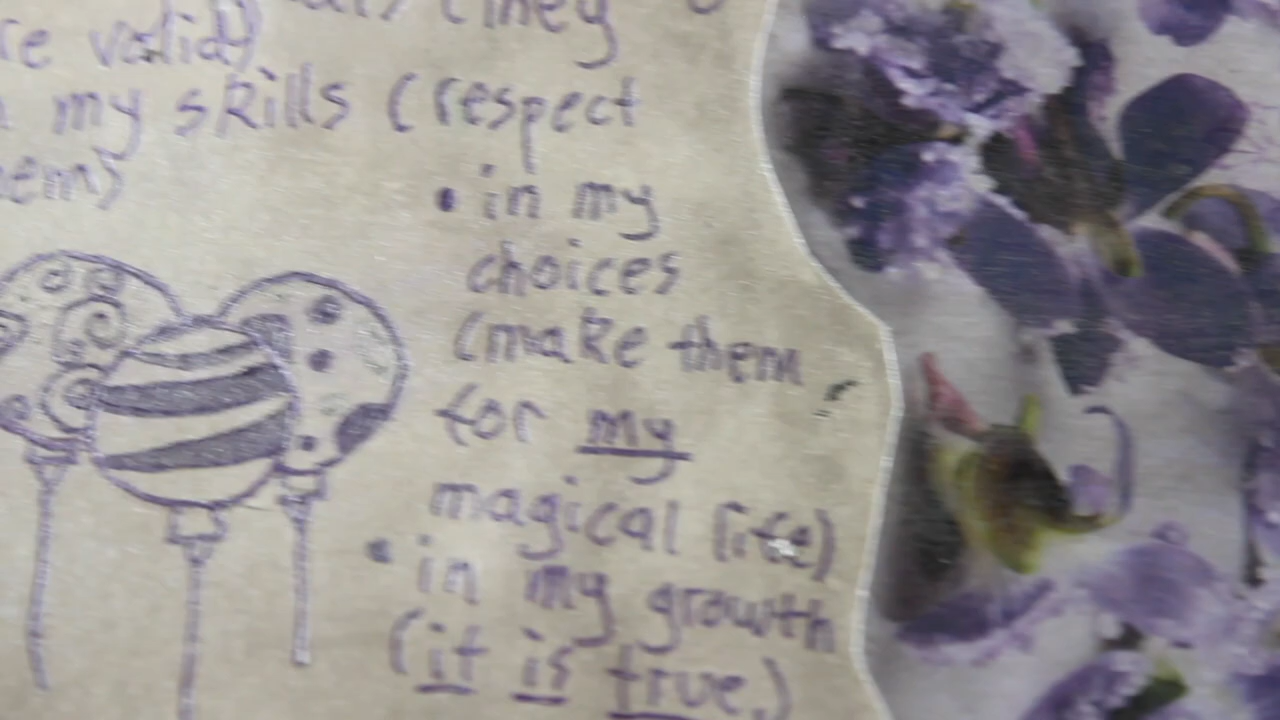 (they
re valid)
my skills (respect
• in my
choices
(make them
for my
magical life)
• in my growth
(it is true.)